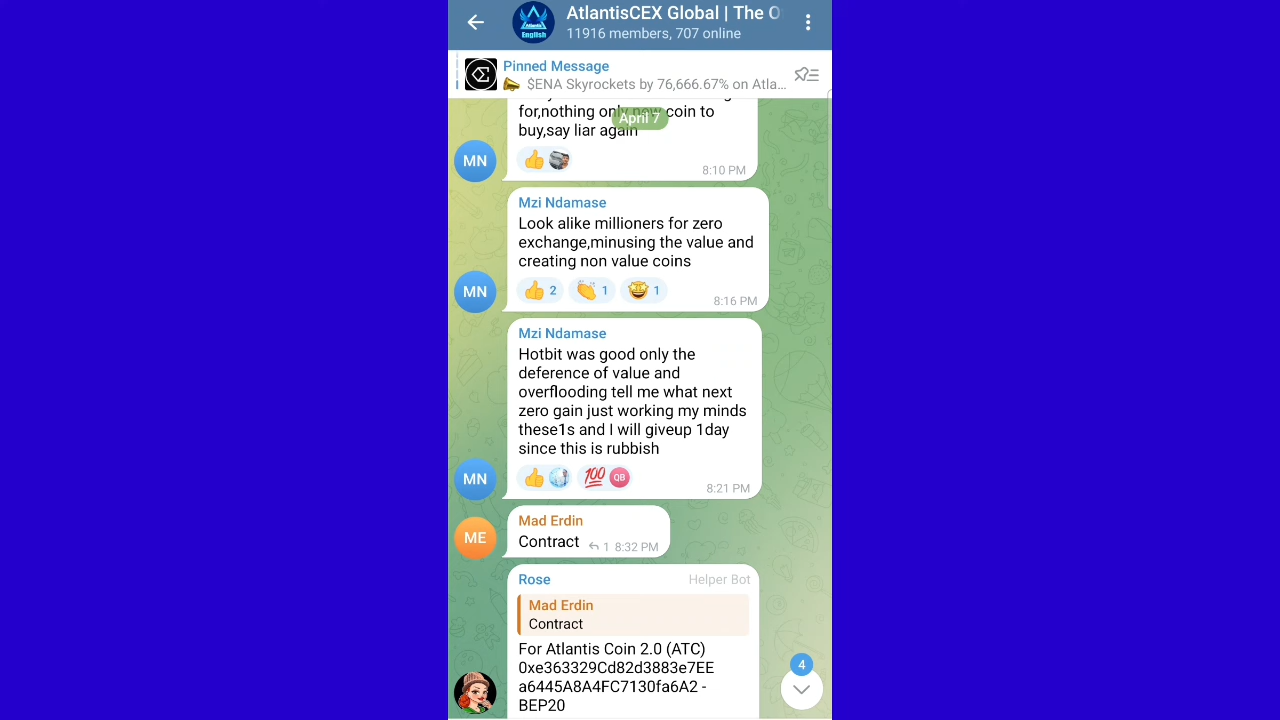 AtlantisCEX Global | The O
11916 members, 707 online
English
Pinned Message
$ENA Skyrockets by 76,666.67% on Atla...
April 7
for,nothing only new coin to
buy,say liar again
MN
8:10 PM
Mzi Ndamase
Look alike millioners for zero
exchange,minusing the value and
creating non value coins
2
1
1
MN
8:16 PM
Mzi Ndamase
Hotbit was good only the
deference of value and
overflooding tell me what next
zero gain just working my minds
these1s and I will giveup 1day
since this is rubbish
100
QB
MN
8:21 PM
Mad Erdin
ME
Contract
1 8:32 PM
Rose
Helper Bot
Mad Erdin
Contract
For Atlantis Coin 2.0 (ATC)
0xe363329Cd82d3883e7EE
a6445A8A4FC7130fa6A2 -
BEP20
4